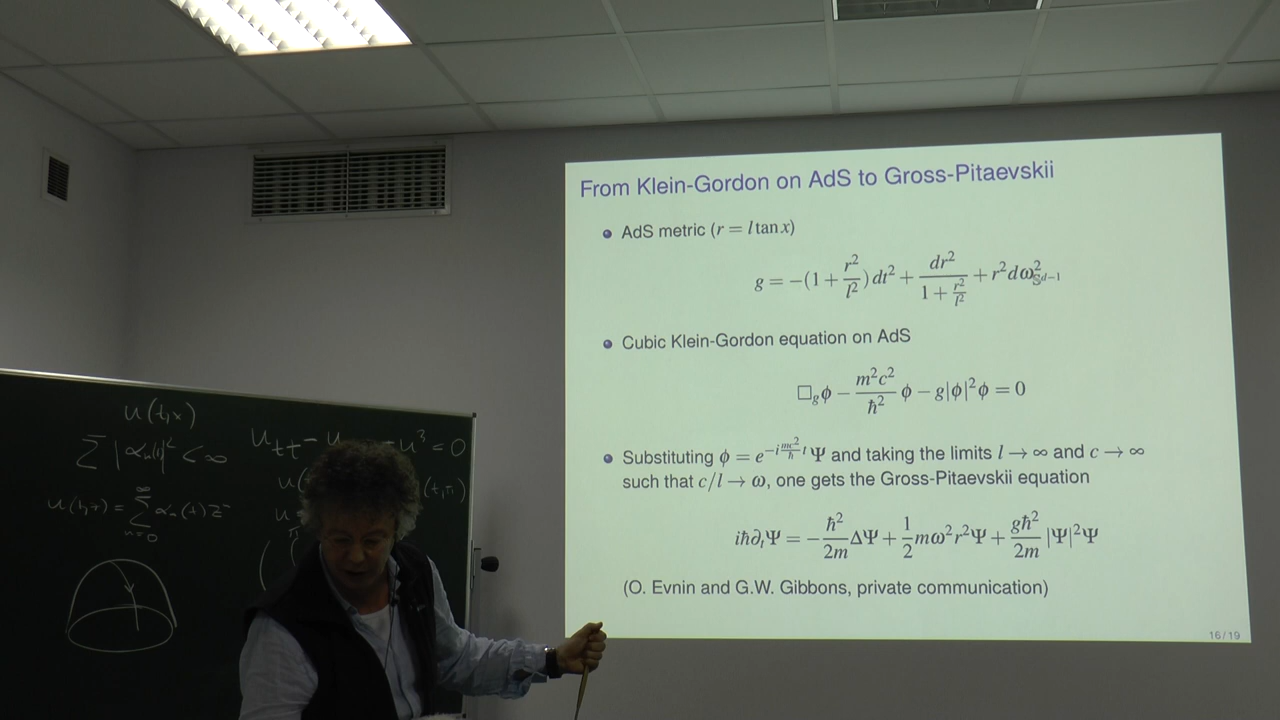 From Klein-Gordon on AdS to Gross-Pitaevskii
AdS metric (r = l tan x)
g = −(1 + r²/l²) dt² + dr²/(1 + r²/l²) + r²dω²_{𝕊^{d−1}}
Cubic Klein-Gordon equation on AdS
□_g ϕ − m²c²/ħ² ϕ − g|ϕ|²ϕ = 0
Substituting ϕ = e^{−i mc²/ħ t} Ψ and taking the limits l → ∞ and c → ∞
such that c/l → ω, one gets the Gross-Pitaevskii equation
iħ∂_tΨ = −ħ²/2m ΔΨ + 1/2 mω²r²Ψ + għ²/2m |Ψ|²Ψ
(O. Evnin and G.W. Gibbons, private communication)
16/19
u(t,x)
∑ |α_n(t)|² < ∞
u_tt − u
− u³ = 0
u(
(t,π)
∞
∑ α_n(t) z
n=0